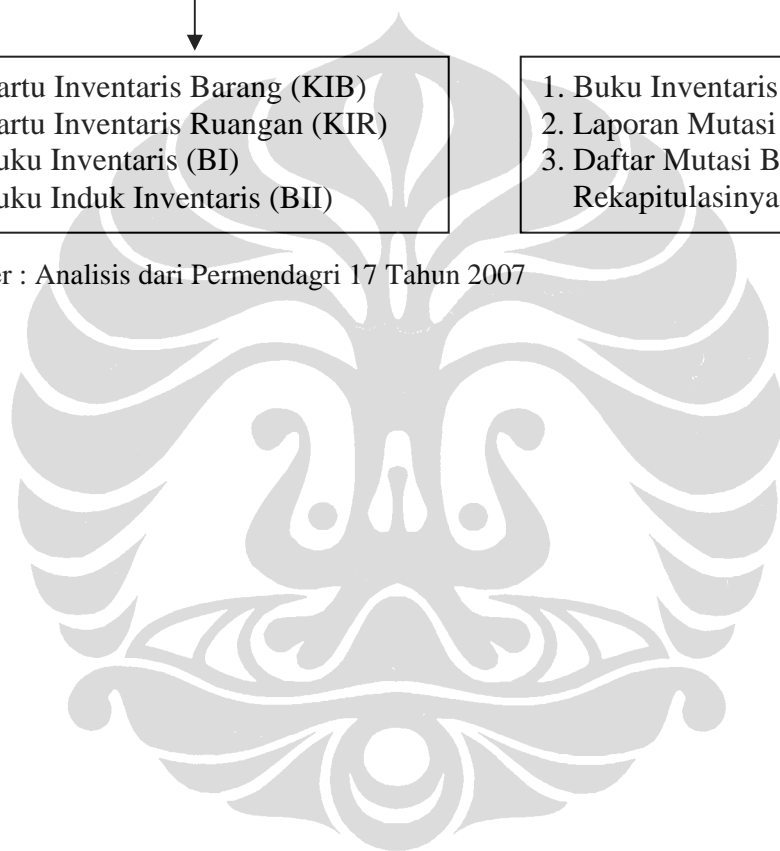 artu Inventaris Barang (KIB)
artu Inventaris Ruangan (KIR)
uku Inventaris (BI)
uku Induk Inventaris (BII)
1. Buku Inventaris
2. Laporan Mutasi
3. Daftar Mutasi B
Rekapitulasinya
er : Analisis dari Permendagri 17 Tahun 2007